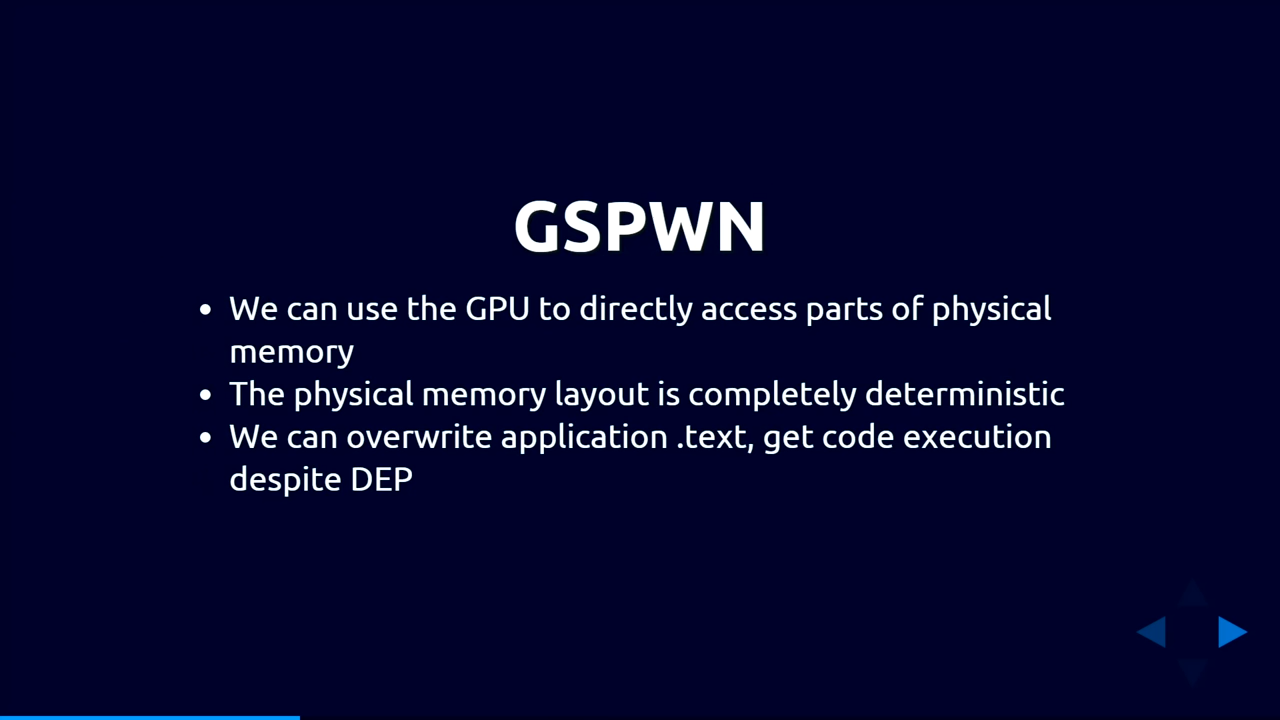 GSPWN
We can use the GPU to directly access parts of physical
memory
The physical memory layout is completely deterministic
We can overwrite application .text, get code execution
despite DEP